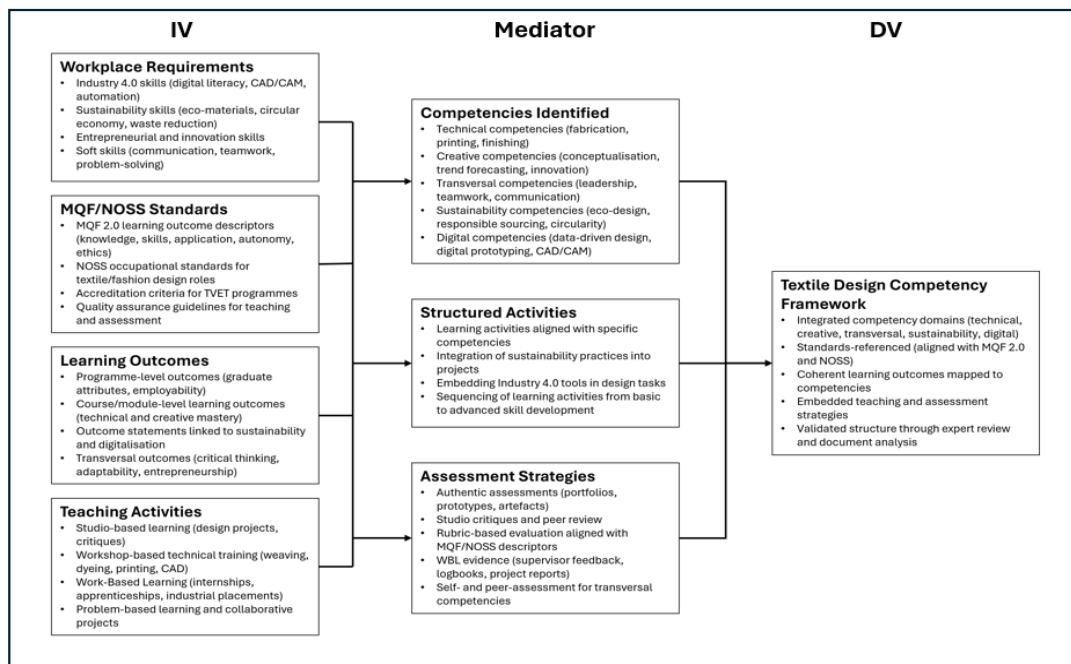 IV
Mediator
DV
Workplace Requirements
• Industry 4.0 skills (digital literacy, CAD/CAM,
automation)
• Sustainability skills (eco-materials, circular
economy, waste reduction)
• Entrepreneurial and innovation skills
• Soft skills (communication, teamwork,
problem-solving)
MQF/NOSS Standards
• MQF 2.0 learning outcome descriptors
(knowledge, skills, application, autonomy,
ethics)
• NOSS occupational standards for
textile/fashion design roles
• Accreditation criteria for TVET programmes
• Quality assurance guidelines for teaching
and assessment
Learning Outcomes
• Programme-level outcomes (graduate
attributes, employability)
• Course/module-level learning outcomes
(technical and creative mastery)
• Outcome statements linked to sustainability
and digitalisation
• Transversal outcomes (critical thinking,
adaptability, entrepreneurship)
Teaching Activities
• Studio-based learning (design projects,
critiques)
• Workshop-based technical training (weaving,
dyeing, printing, CAD)
• Work-Based Learning (internships,
apprenticeships, industrial placements)
• Problem-based learning and collaborative
projects
Competencies Identified
• Technical competencies (fabrication,
printing, finishing)
• Creative competencies (conceptualisation,
trend forecasting, innovation)
• Transversal competencies (leadership,
teamwork, communication)
• Sustainability competencies (eco-design,
responsible sourcing, circularity)
• Digital competencies (data-driven design,
digital prototyping, CAD/CAM)
Structured Activities
• Learning activities aligned with specific
competencies
• Integration of sustainability practices into
projects
• Embedding Industry 4.0 tools in design tasks
• Sequencing of learning activities from basic
to advanced skill development
Assessment Strategies
• Authentic assessments (portfolios,
prototypes, artefacts)
• Studio critiques and peer review
• Rubric-based evaluation aligned with
MQF/NOSS descriptors
• WBL evidence (supervisor feedback,
logbooks, project reports)
• Self- and peer-assessment for transversal
competencies
Textile Design Competency
Framework
• Integrated competency domains (technical,
creative, transversal, sustainability, digital)
• Standards-referenced (aligned with MQF 2.0
and NOSS)
• Coherent learning outcomes mapped to
competencies
• Embedded teaching and assessment
strategies
• Validated structure through expert review
and document analysis